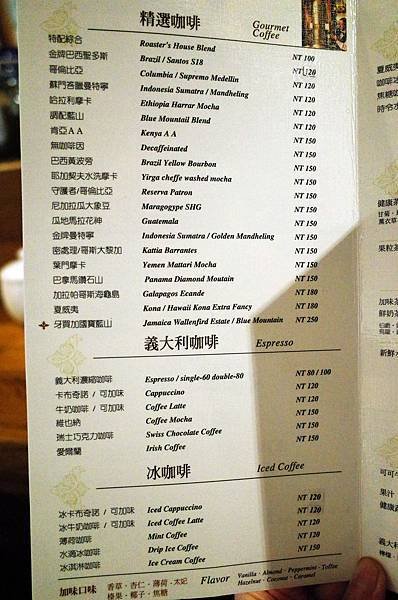 精選咖啡 Gourmet Coffee
特配綜合 Roaster's House Blend NT 100
金牌巴西聖多斯 Brazil / Santos S18 NT 120
哥倫比亞 Columbia / Supremo Medellin NT 120
蘇門答臘曼特寧 Indonesia Sumatra / Mandheling NT 120
哈拉利摩卡 Ethiopia Harrar Mocha NT 120
調配藍山 Blue Mountain Blend NT 120
肯亞AA Kenya A A NT 150
無咖啡因 Decaffeinated NT 150
巴西黃波旁 Brazil Yellow Bourbon NT 150
耶加契夫水洗摩卡 Yirga cheffe washed mocha NT 150
守護者/哥倫比亞 Reserva Patron NT 150
尼加拉瓜大象豆 Maragogype SHG NT 150
瓜地馬拉花神 Guatemala NT 150
金牌曼特寧 Indonesia Sumatra / Golden Mandheling NT 150
密處理/哥斯大黎加 Kattia Barrantes NT 150
葉門摩卡 Yemen Mattari Mocha NT 150
巴拿馬鑽石山 Panama Diamond Moutain NT 150
加拉帕哥斯海龜島 Galapagos Ecande NT 180
夏威夷 Kona / Hawaii Kona Extra Fancy NT 180
牙買加國寶藍山 Jamaica Wallenfird Estate / Blue Mountain NT 250
義大利咖啡 Espresso
義大利濃縮咖啡 Espresso / single-60 double-80 NT 80 / 100
卡布奇諾 / 可加味 Cappuccino NT 120
牛奶咖啡 / 可加味 Coffee Latte NT 120
維也納 Coffee Mocha NT 150
瑞士巧克力咖啡 Swiss Chocolate Coffee NT 150
愛爾蘭 Irish Coffee NT 150
冰咖啡 Iced Coffee
冰卡布奇諾 / 可加味 Iced Cappuccino NT 120
冰牛奶咖啡 / 可加味 Iced Coffee Latte NT 120
薄荷咖啡 Mint Coffee NT 120
水滴冰咖啡 Drip Ice Coffee NT 150
冰淇淋咖啡 Ice Cream Coffee NT 150
加味口味 香草、杏仁、薄荷、太妃 Flavor Vanilla、Almond、Peppermint、Toffee
榛果、椰子、焦糖 Hazelnue、Coconut、Caramel